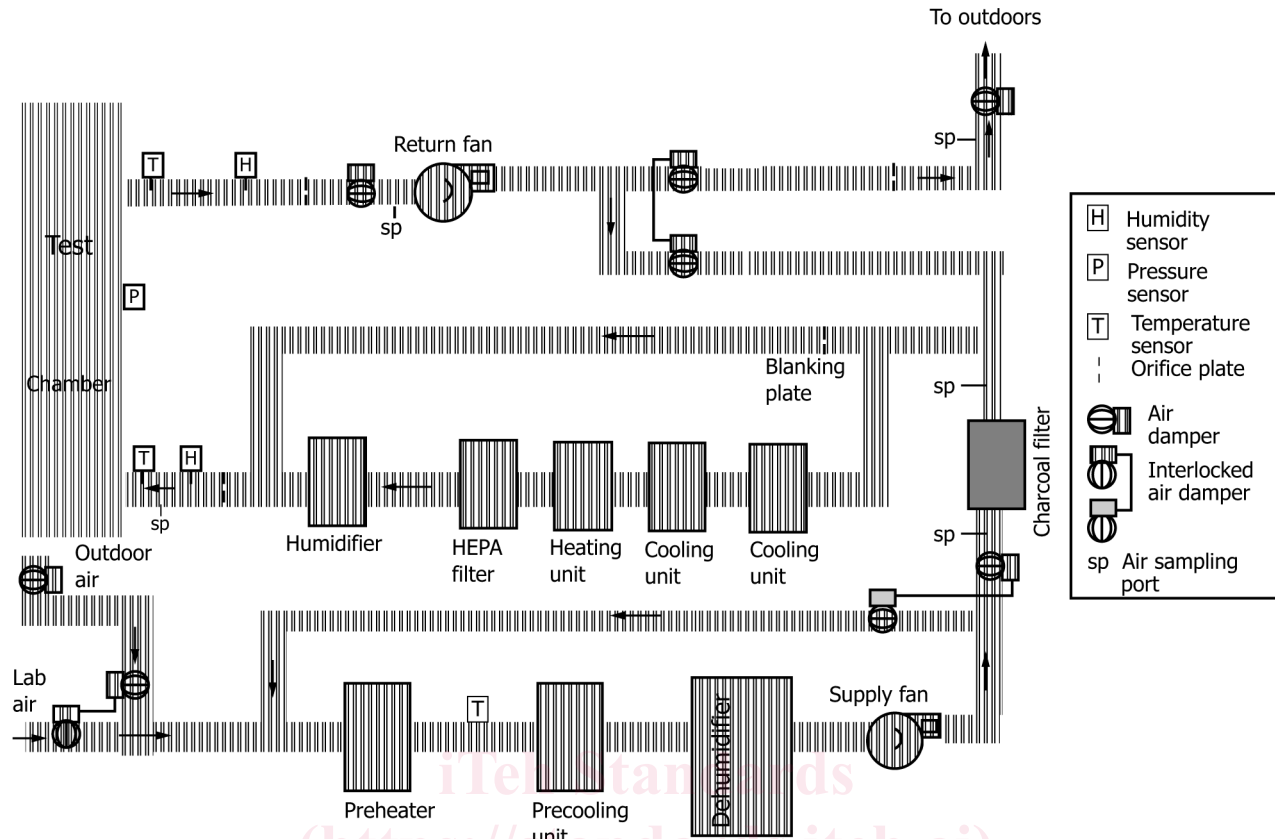 To outdoors
sp
Return fan
T
H
sp
Test
P
Chamber
Blanking
plate
sp
Charcoal filter
T
H
sp
Humidifier
HEPA
filter
Heating
unit
Cooling
unit
Cooling
unit
sp
Outdoor
air
Lab
air
T
Supply fan
Dehumidifier
Preheater
Precooling
unit
H
Humidity
sensor
P
Pressure
sensor
T
Temperature
sensor
Orifice plate
Air
damper
Interlocked
air damper
sp Air sampling
port
iTeh Standards